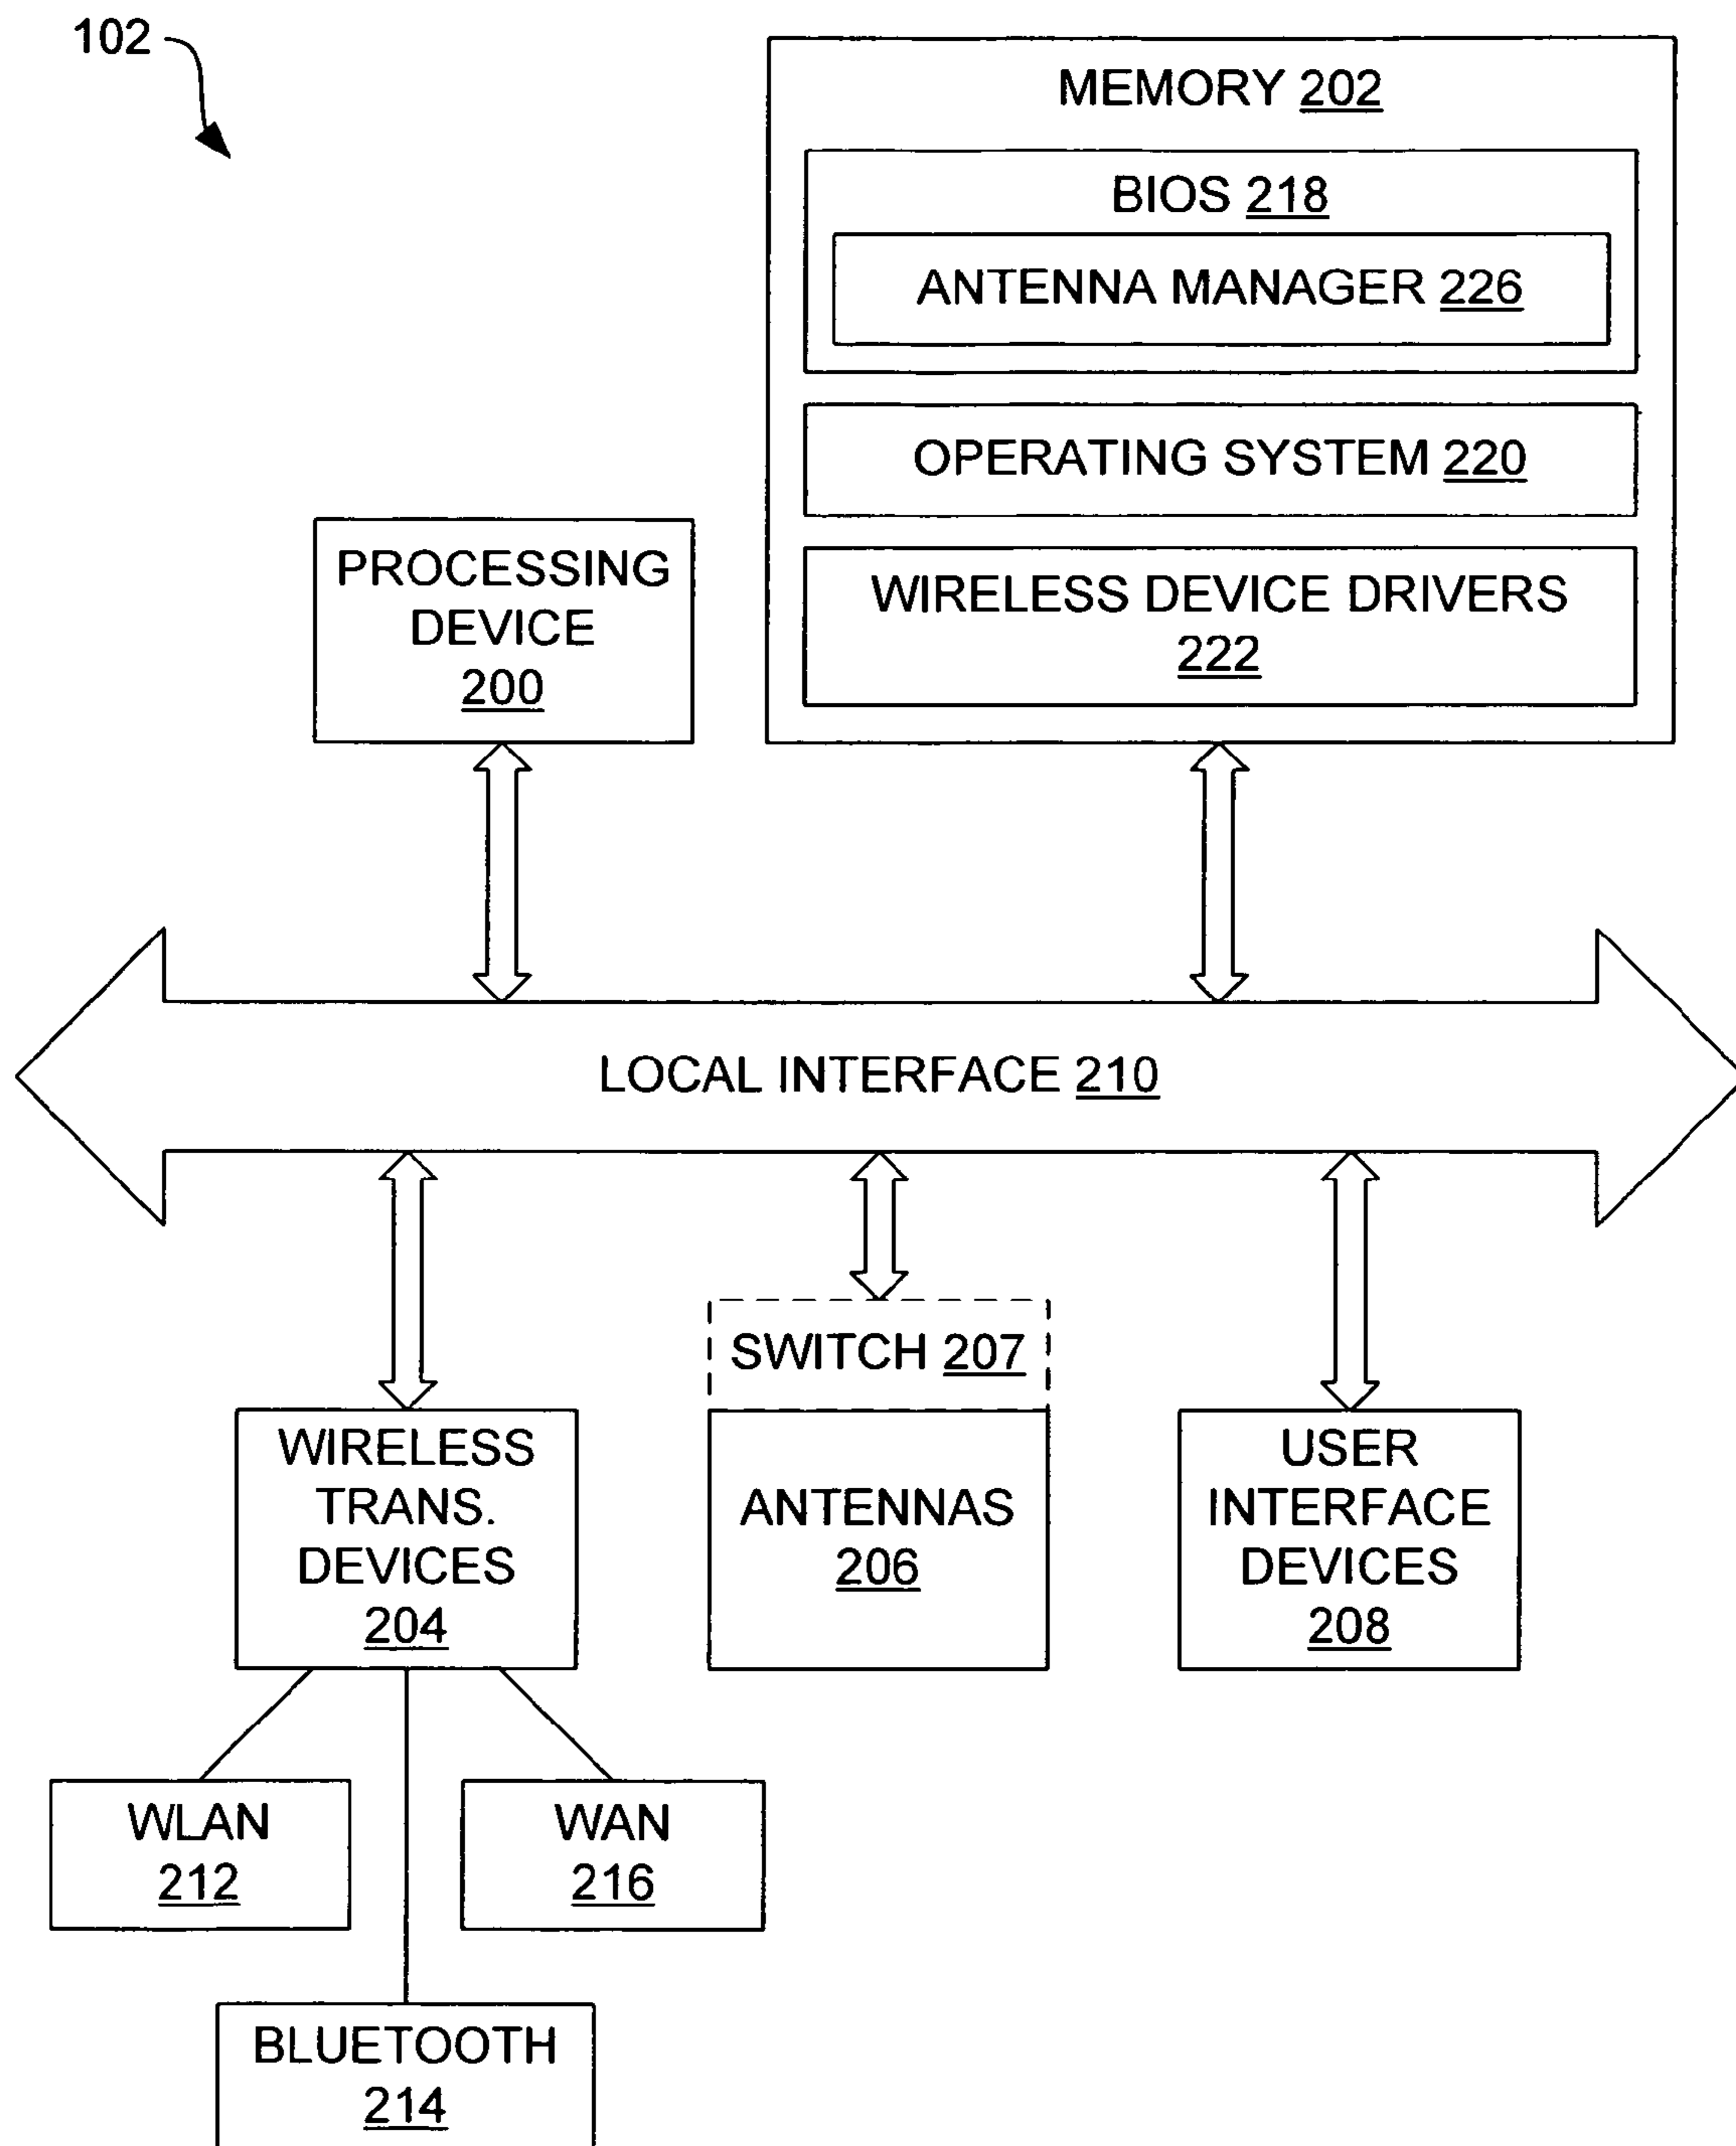 102
MEMORY 202
BIOS 218
ANTENNA MANAGER 226
OPERATING SYSTEM 220
WIRELESS DEVICE DRIVERS
222
PROCESSING
DEVICE
200
LOCAL INTERFACE 210
SWITCH 207
WIRELESS
TRANS.
DEVICES
204
ANTENNAS
206
USER
INTERFACE
DEVICES
208
WLAN
212
WAN
216
BLUETOOTH
214